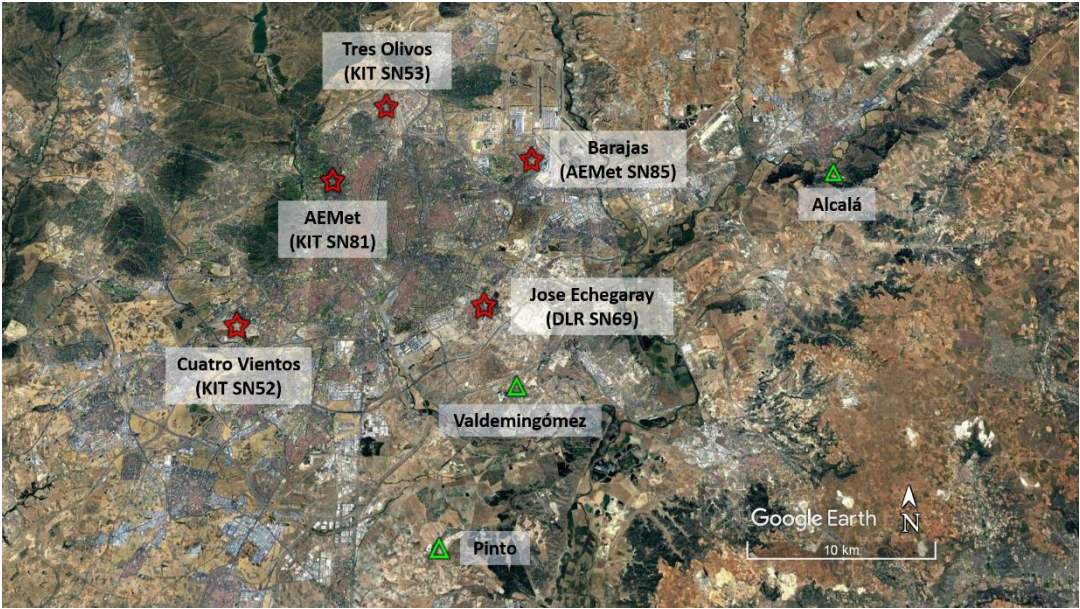 Tres Olivos
(KIT SN53)
Barajas
(AEMet SN85)
Alcalá
AEMet
(KIT SN81)
Jose Echegaray
(DLR SN69)
Cuatro Vientos
(KIT SN52)
Valdemingómez
Google Earth
N
10 km
Pinto